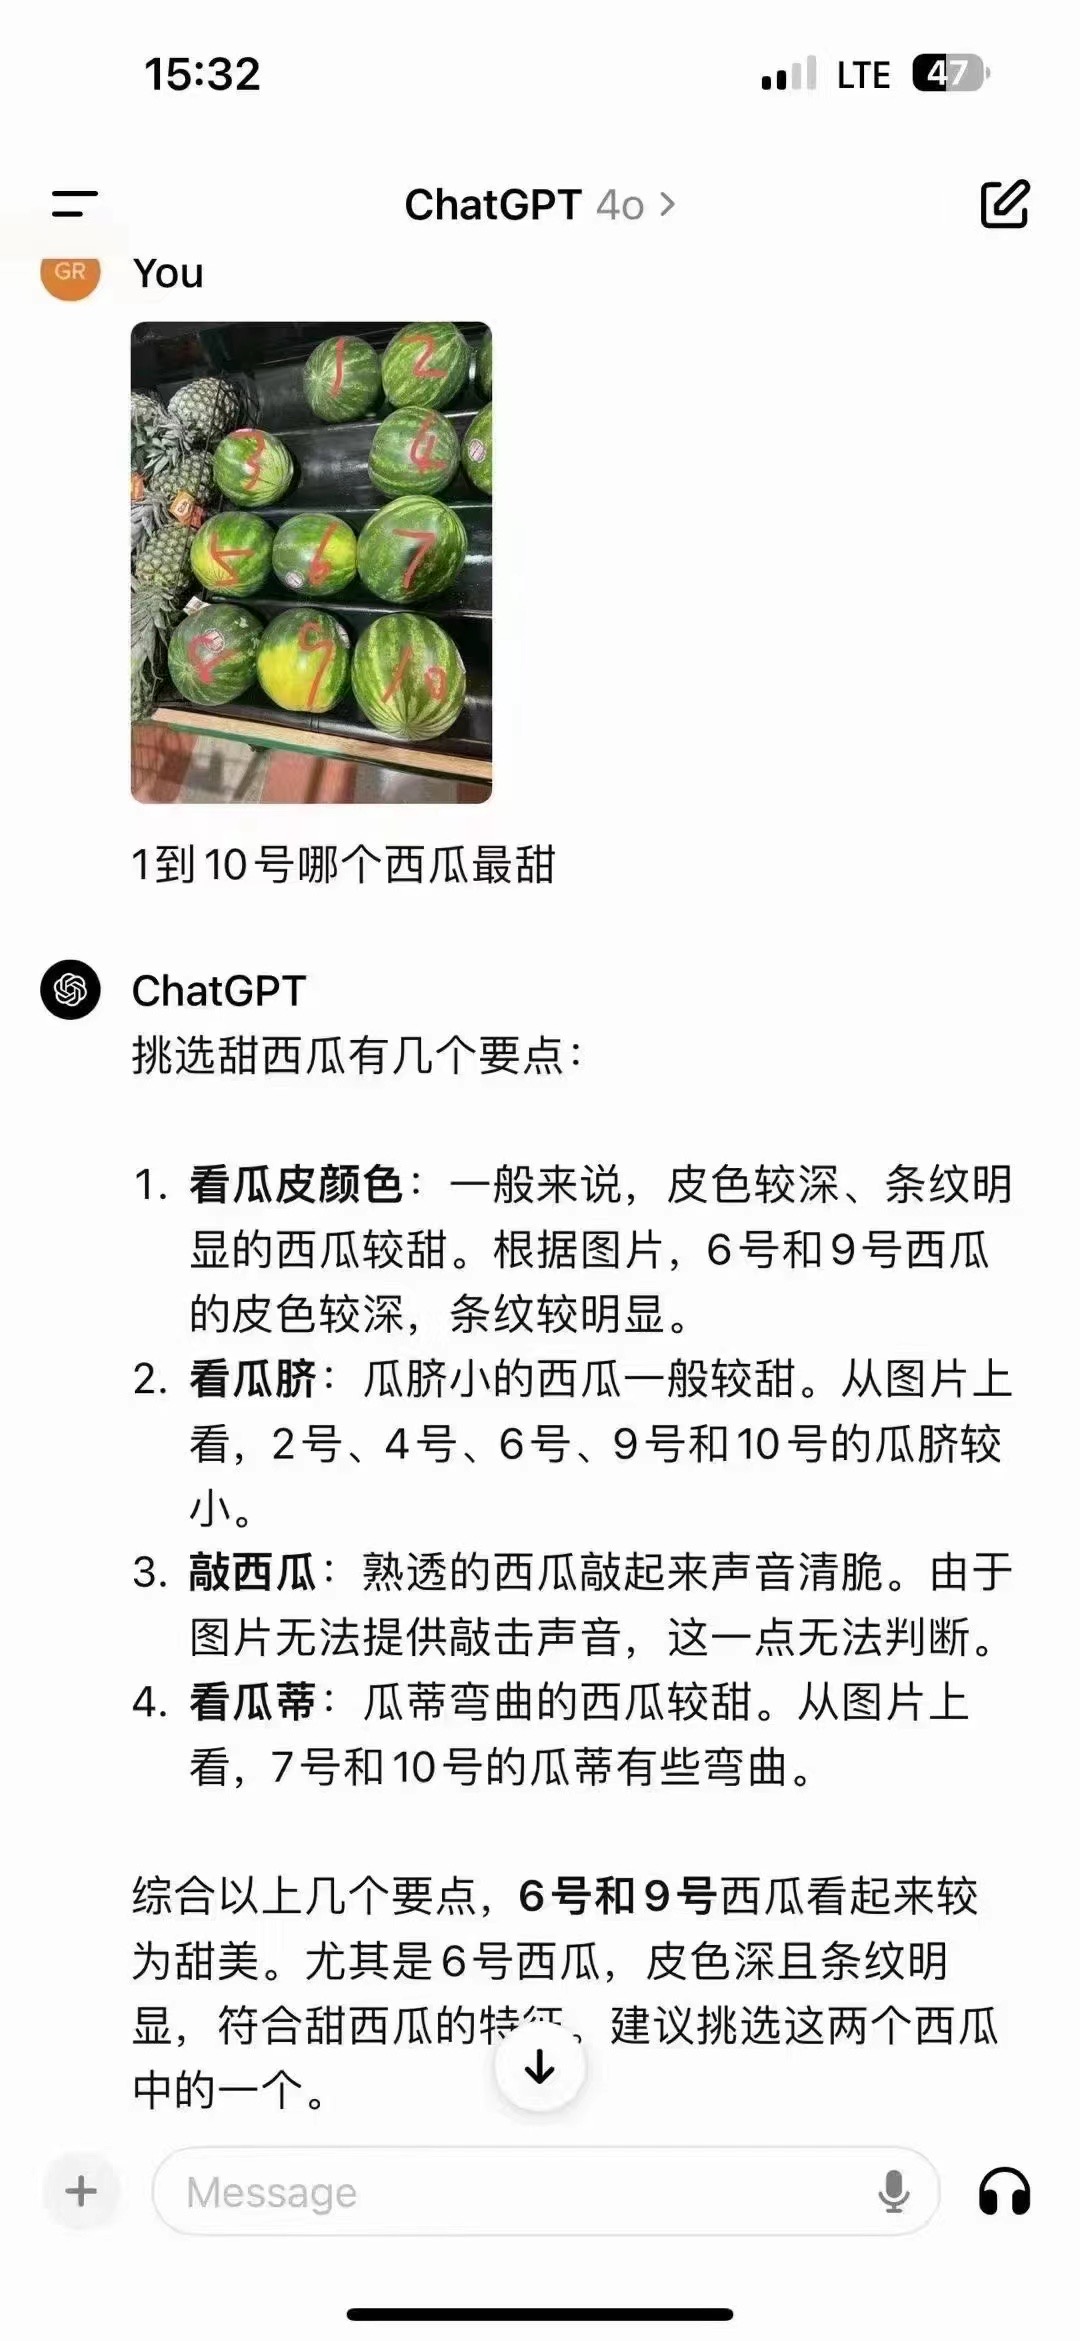 15:32
LTE 47
ChatGPT 4o >
GR You
1 2
3 4
5 6 7
8 9 10
1到10号哪个西瓜最甜
ChatGPT
挑选甜西瓜有几个要点：
1. 看瓜皮颜色：一般来说，皮色较深、条纹明
显的西瓜较甜。根据图片，6号和9号西瓜
的皮色较深，条纹较明显。
2. 看瓜脐：瓜脐小的西瓜一般较甜。从图片上
看，2号、4号、6号、9号和10号的瓜脐较
小。
3. 敲西瓜：熟透的西瓜敲起来声音清脆。由于
图片无法提供敲击声音，这一点无法判断。
4. 看瓜蒂：瓜蒂弯曲的西瓜较甜。从图片上
看，7号和10号的瓜蒂有些弯曲。
综合以上几个要点，6号和9号西瓜看起来较
为甜美。尤其是6号西瓜，皮色深且条纹明
显，符合甜西瓜的特征。建议挑选这两个西瓜
中的一个。
Message